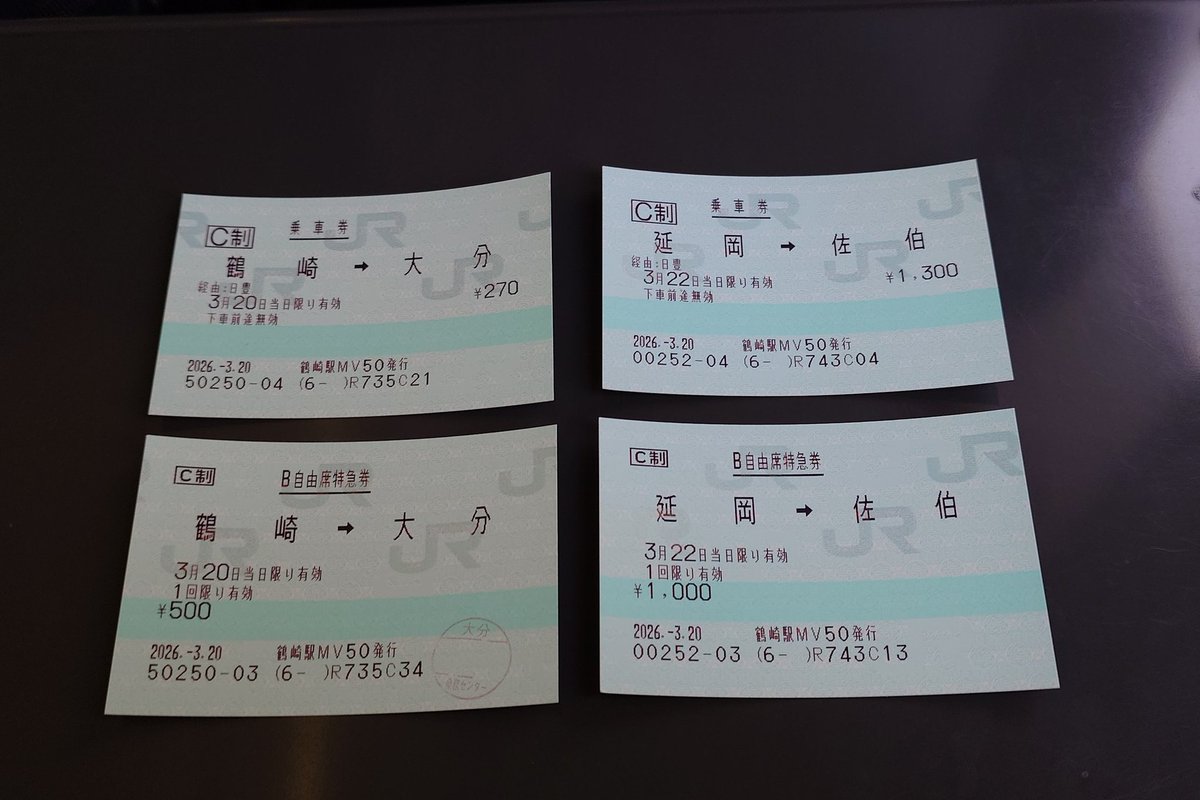 乗車券
C制
鶴崎→大分
経由:日豊
¥270
3月20日当日限り有効
下車前途無効
2026.-3.20 鶴崎駅MV50発行
50250-04 (6- )R735C21
乗車券
C制
延岡→佐伯
経由:日豊
¥1,300
3月22日当日限り有効
下車前途無効
2026.-3.20 鶴崎駅MV50発行
00252-04 (6- )R743C04
C制 B自由席特急券
鶴崎→大分
3月20日当日限り有効
1回限り有効
¥500
2026.-3.20 鶴崎駅MV50発行
50250-03 (6- )R735C34
大分
センター
C制 B自由席特急券
延岡→佐伯
3月22日当日限り有効
1回限り有効
¥1,000
2026.-3.20 鶴崎駅MV50発行
00252-03 (6- )R743C13